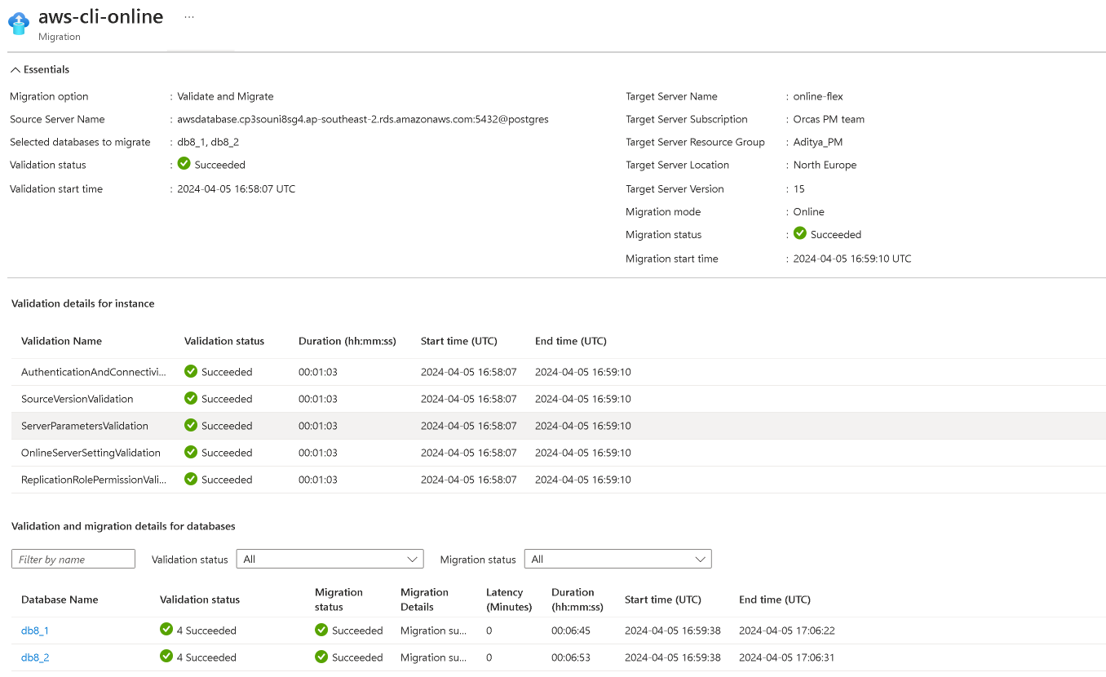 aws-cli-online ...
Migration
Essentials
Migration option : Validate and Migrate
Source Server Name : awsdatabase.cp3souni8sg4.ap-southeast-2.rds.amazonaws.com:5432@postgres
Selected databases to migrate : db8_1, db8_2
Validation status : Succeeded
Validation start time : 2024-04-05 16:58:07 UTC
Target Server Name : online-flex
Target Server Subscription : Orcas PM team
Target Server Resource Group : Aditya_PM
Target Server Location : North Europe
Target Server Version : 15
Migration mode : Online
Migration status : Succeeded
Migration start time : 2024-04-05 16:59:10 UTC
Validation details for instance
Validation Name Validation status Duration (hh:mm:ss) Start time (UTC) End time (UTC)
AuthenticationAndConnectivi... Succeeded 00:01:03 2024-04-05 16:58:07 2024-04-05 16:59:10
SourceVersionValidation Succeeded 00:01:03 2024-04-05 16:58:07 2024-04-05 16:59:10
ServerParametersValidation Succeeded 00:01:03 2024-04-05 16:58:07 2024-04-05 16:59:10
OnlineServerSettingValidation Succeeded 00:01:03 2024-04-05 16:58:07 2024-04-05 16:59:10
ReplicationRolePermissionVali... Succeeded 00:01:03 2024-04-05 16:58:07 2024-04-05 16:59:10
Validation and migration details for databases
Filter by name Validation status All Migration status All
Database Name Validation status Migration status Migration Details Latency (Minutes) Duration (hh:mm:ss) Start time (UTC) End time (UTC)
db8_1 4 Succeeded Succeeded Migration su... 0 00:06:45 2024-04-05 16:59:38 2024-04-05 17:06:22
db8_2 4 Succeeded Succeeded Migration su... 0 00:06:53 2024-04-05 16:59:38 2024-04-05 17:06:31